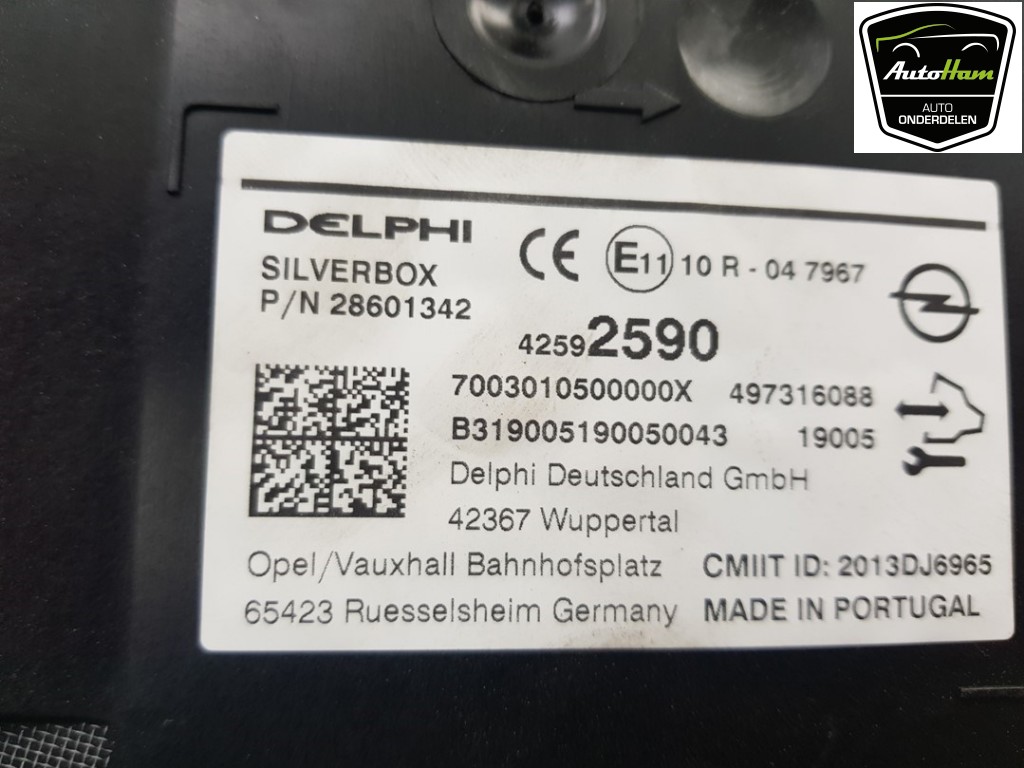 AutoHam
AUTO
ONDERDELEN
DELPHI
SILVERBOX
P/N 28601342
CE E11 10 R - 04 7967
42592590
7003010500000X 497316088
B319005190050043 19005
Delphi Deutschland GmbH
42367 Wuppertal
Opel/Vauxhall Bahnhofsplatz CMIIT ID: 2013DJ6965
65423 Ruesselsheim Germany MADE IN PORTUGAL